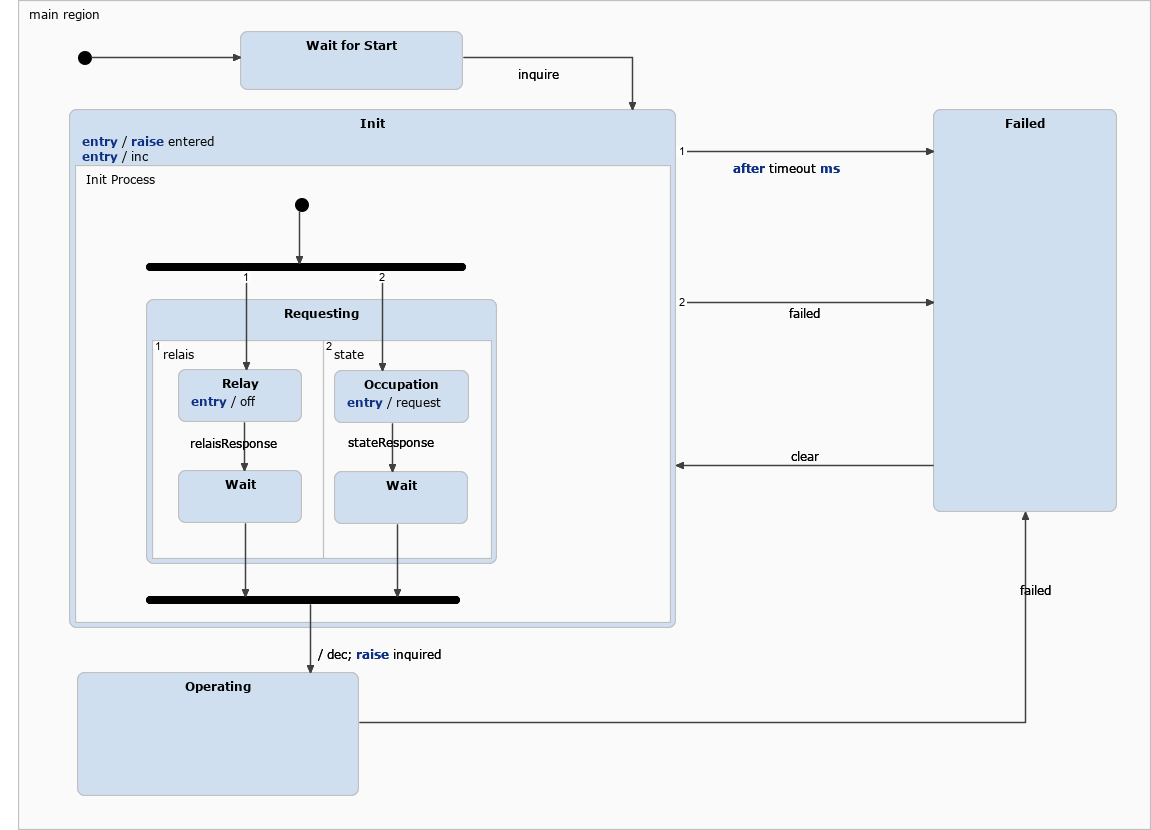 main region
Wait for Start
inquire
Init
entry / raise entered
entry / inc
Failed
1
after timeout ms
Init Process
1
2
2
failed
Requesting
1
relais
2
state
Relay
entry / off
Occupation
entry / request
relaisResponse
stateResponse
clear
Wait
Wait
failed
/ dec; raise inquired
Operating